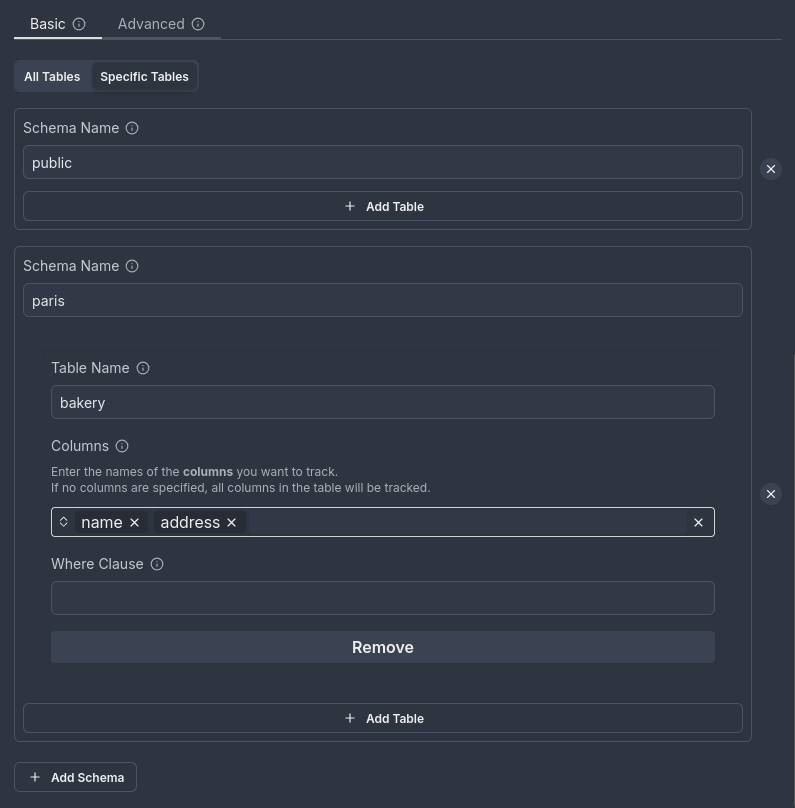 Basic
Advanced
All Tables
Specific Tables
Schema Name
public
+ Add Table
Schema Name
paris
Table Name
bakery
Columns
Enter the names of the columns you want to track.
If no columns are specified, all columns in the table will be tracked.
name × address ×
Where Clause
Remove
+ Add Table
+ Add Schema